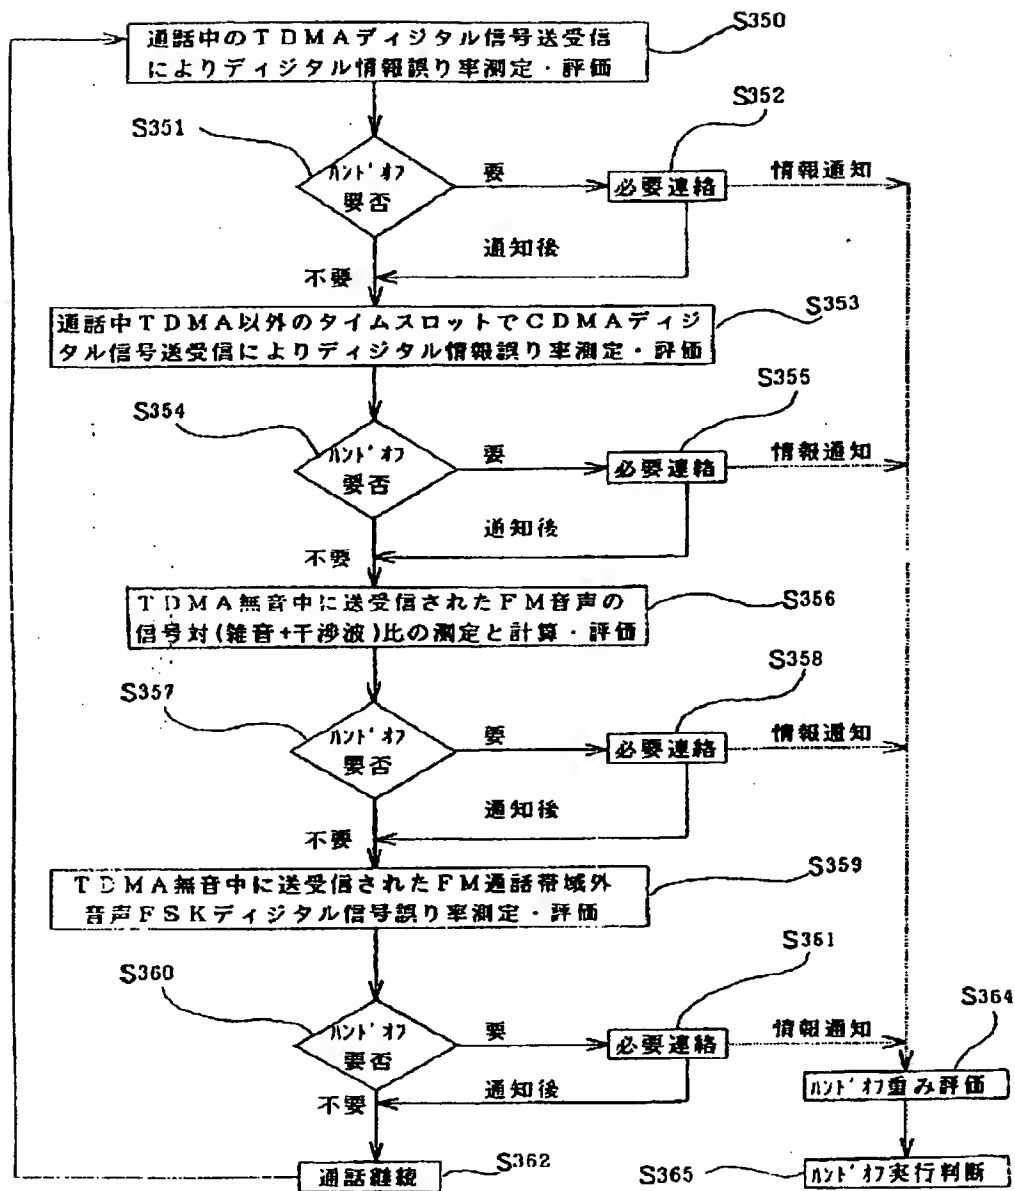 S350
通話中のTDMAディジタル信号送受信
によりディジタル情報誤り率測定・評価
S352
S351
ﾊﾝﾄﾞｵﾌ
要否
要
必要連絡
情報通知
通知後
不要
S353
通話中TDMA以外のタイムスロットでCDMAディジ
タル信号送受信によりディジタル情報誤り率測定・評価
S355
S354
ﾊﾝﾄﾞｵﾌ
要否
要
必要連絡
情報通知
通知後
不要
S356
TDMA無音中に送受信されたFM音声の
信号対(雑音+干渉波)比の測定と計算・評価
S358
S357
ﾊﾝﾄﾞｵﾌ
要否
要
必要連絡
情報通知
通知後
不要
S359
TDMA無音中に送受信されたFM通話帯域外
音声FSKディジタル信号誤り率測定・評価
S361
S360
ﾊﾝﾄﾞｵﾌ
要否
要
必要連絡
情報通知
S364
通知後
不要
ﾊﾝﾄﾞｵﾌ重み評価
S362
通話継続
S365
ﾊﾝﾄﾞｵﾌ実行判断